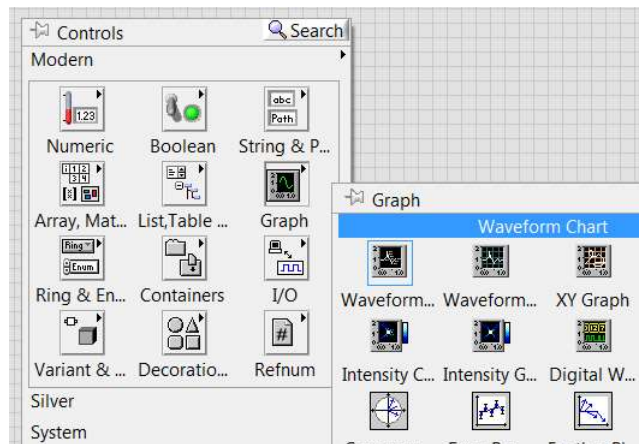 Controls
Search
Modern
1.23
abc
Path
Numeric
Boolean
String & P...
Array, Mat...
List,Table ...
Graph
Ring
Enum
Ring & En...
Containers
I/O
#
Variant & ...
Decoratio...
Refnum
Silver
System
Graph
Waveform Chart
Waveform...
Waveform...
XY Graph
Intensity C...
Intensity G...
Digital W...